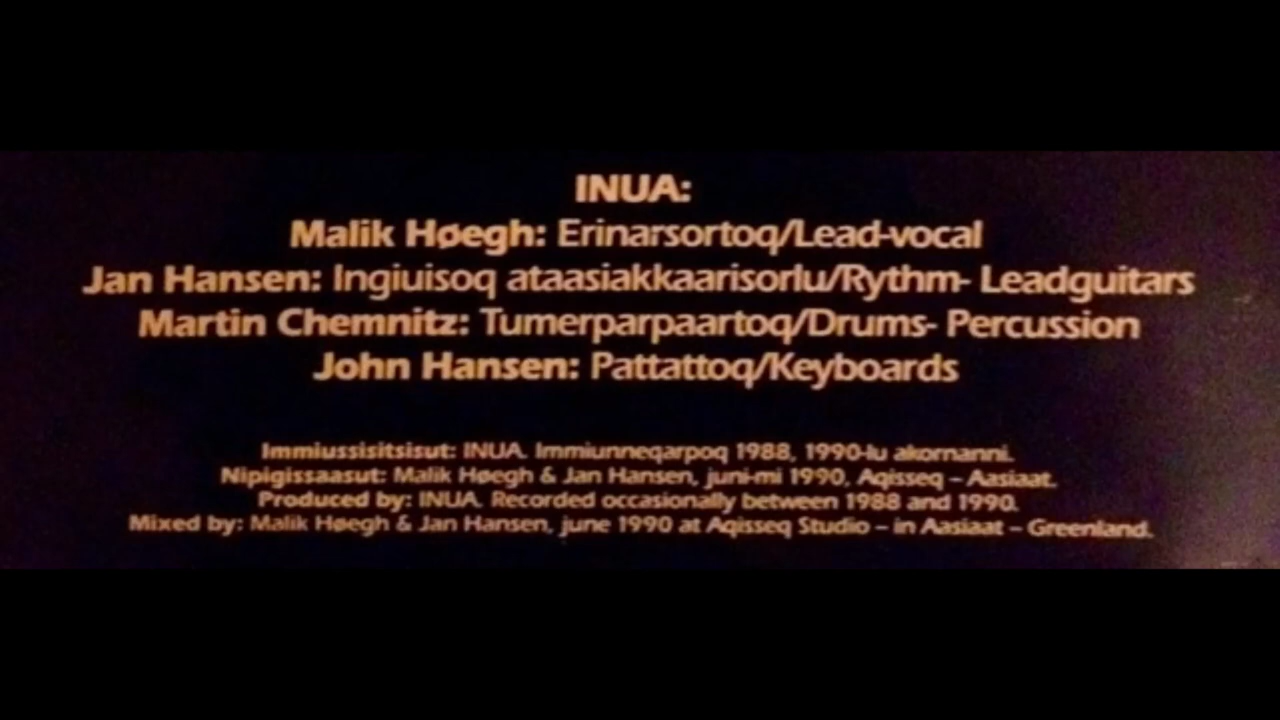 INUA:
Malik Høegh: Erinarsortoq/Lead-vocal
Jan Hansen: Ingiuisoq ataasiakkaarisorlu/Rythm- Leadguitars
Martin Chemnitz: Tumerparpaartoq/Drums- Percussion
John Hansen: Pattattoq/Keyboards
Immiussisitsisut: INUA. Immiunneqarpoq 1988, 1990-lu akornanni.
Nipigissaasut: Malik Høegh & Jan Hansen, juni-mi 1990, Aqisseq – Aasiaat.
Produced by: INUA. Recorded occasionally between 1988 and 1990.
Mixed by: Malik Høegh & Jan Hansen, june 1990 at Aqisseq Studio – in Aasiaat – Greenland.